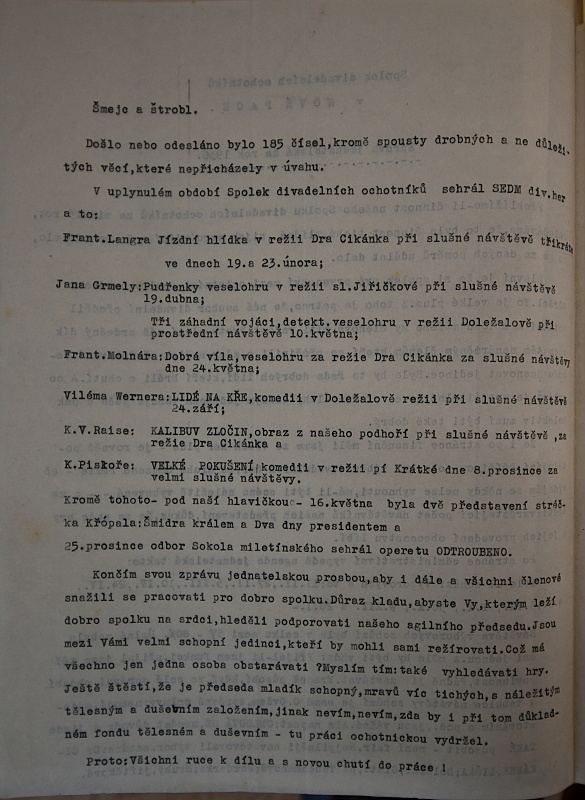 Šmejc a štrobl.
Došlo nebo odesláno bylo 185 čísel,kromě spousty drobných a ne důleži-
tých věcí,které nepřicházely v úvahu.
V uplynulém období Spolek divadelních ochotníků sehrál SEDM div.her
a to:
Frant.Langra Jízdní hlídka v režii Dra Cikánka při slušné návštěvě třikráte
ve dnech 19.a 23.února;
Jana Grmely:Pudřenky veselohru v režii sl.Jiřičkové při slušné návštěvě
19.dubna;
Tři záhadní vojáci,detekt.veselohru v režii Doležalově při
prostřední návštěvě 10.května;
Frant.Molnára:Dobrá víla,veselohru za režie Dra Cikánka za slušné návštěvy
dne 24.května;
Viléma Wernera:LIDÉ NA KŘE,komedii v Doležalově režii při slušné návštěvě
24.září;
K.V.Raise: KALIBUV ZLOČIN,obraz z našeho podhoří při slušné návštěvě ,za
režie Dra Cikánka a
K.Piskoře: VELKÉ POKUŠENÍ,komedii v režii pí Krátké dne 8.prosince za
velmi slušné návštěvy.
Kromě tohoto- pod naší hlavičkou - 16.května byla dvě představení stréč-
ka Křópala:Šmidra králem a Dva dny presidentem a
25.prosince odbor Sokola miletínského sehrál operetu ODTROUBENO.
Končím svou zprávu jednatelskou prosbou,aby i dále a všichni členové
snažili se pracovati pro dobro spolku.Důraz kladu,abyste Vy,kterým leží
dobro spolku na srdci,hleděli podporovati našeho agilního předsedu.Jsou
mezi Vámi velmi schopní jedinci,kteří by mohli sami režírovati.Což má
všechno jen jedna osoba obstarávati ?Myslím tím:také vyhledávati hry.
Ještě štěstí,že je předseda mladík schopný,mravů víc tichých,s náležitým
tělesným a duševním založením,jinak nevím,nevím,zda by i při tom důklad-
ném fondu tělesném a duševním - tu práci ochotnickou vydržel.
Proto:Všichni ruce k dílu a s novou chutí do práce !